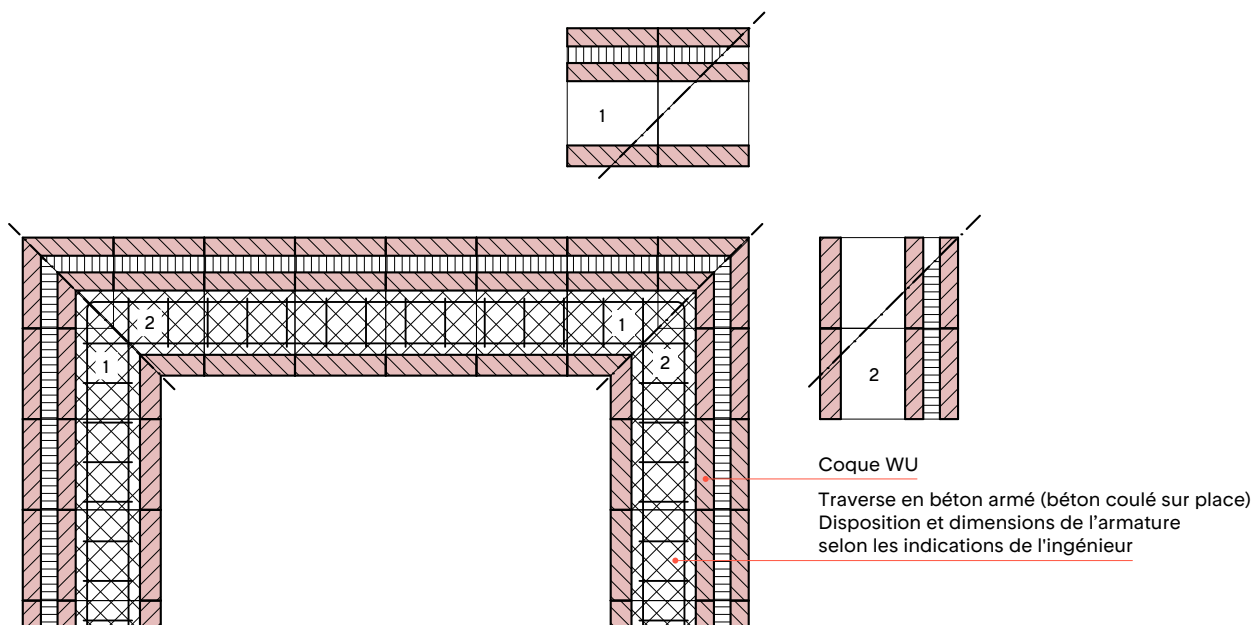 1
2
1
1
2
2
Coque WU
Traverse en béton armé (béton coulé sur place)
Disposition et dimensions de l’armature
selon les indications de l'ingénieur